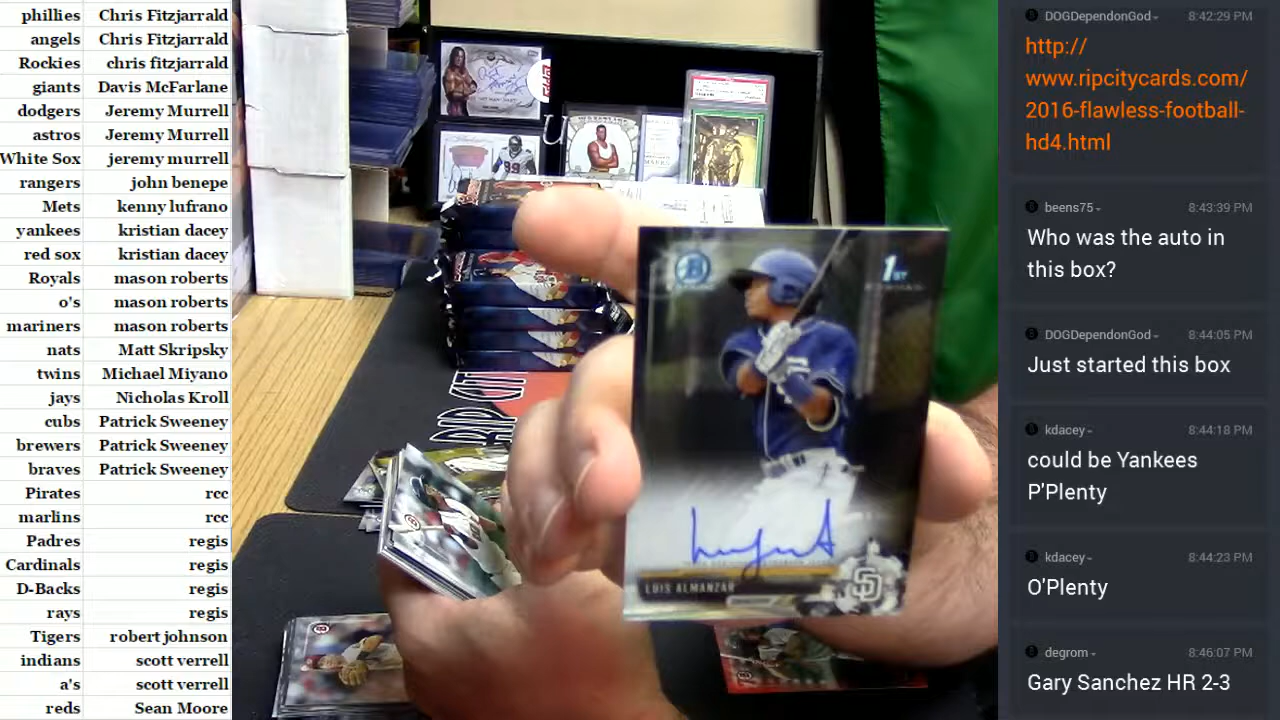 phillies Chris Fitzjarrald
angels Chris Fitzjarrald
Rockies chris fitzjarrald
giants Davis McFarlane
dodgers Jeremy Murrell
astros Jeremy Murrell
White Sox jeremy murrell
rangers john benepe
Mets kenny lufrano
yankees kristian dacey
red sox kristian dacey
Royals mason roberts
o's mason roberts
mariners mason roberts
nats Matt Skripsky
twins Michael Miyano
jays Nicholas Kroll
cubs Patrick Sweeney
brewers Patrick Sweeney
braves Patrick Sweeney
Pirates rcc
marlins rcc
Padres regis
Cardinals regis
D-Backs regis
rays regis
Tigers robert johnson
indians scott verrell
a's scott verrell
reds Sean Moore
99
RIP CITY
B
1ST
BOWMAN
LUIS ALMANZAR
SD
DOGDependonGod 8:42:29 PM
http://
www.ripcitycards.com/
2016-flawless-football-
hd4.html
beens75 8:43:39 PM
Who was the auto in
this box?
DOGDependonGod 8:44:05 PM
Just started this box
kdacey 8:44:18 PM
could be Yankees
P'Plenty
kdacey 8:44:23 PM
O'Plenty
degrom 8:46:07 PM
Gary Sanchez HR 2-3